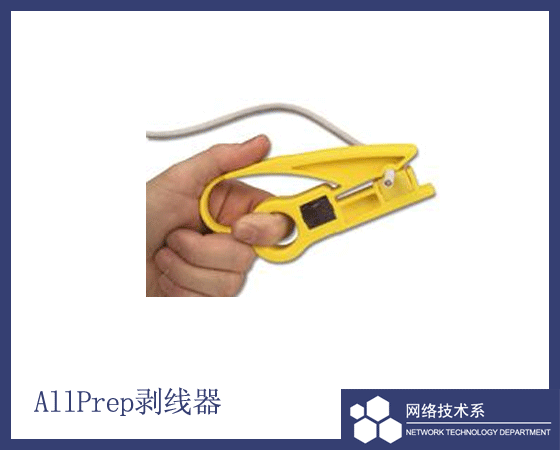 AllPrep剥线器
网络技术系
NETWORK TECHNOLOGY DEPARTMENT